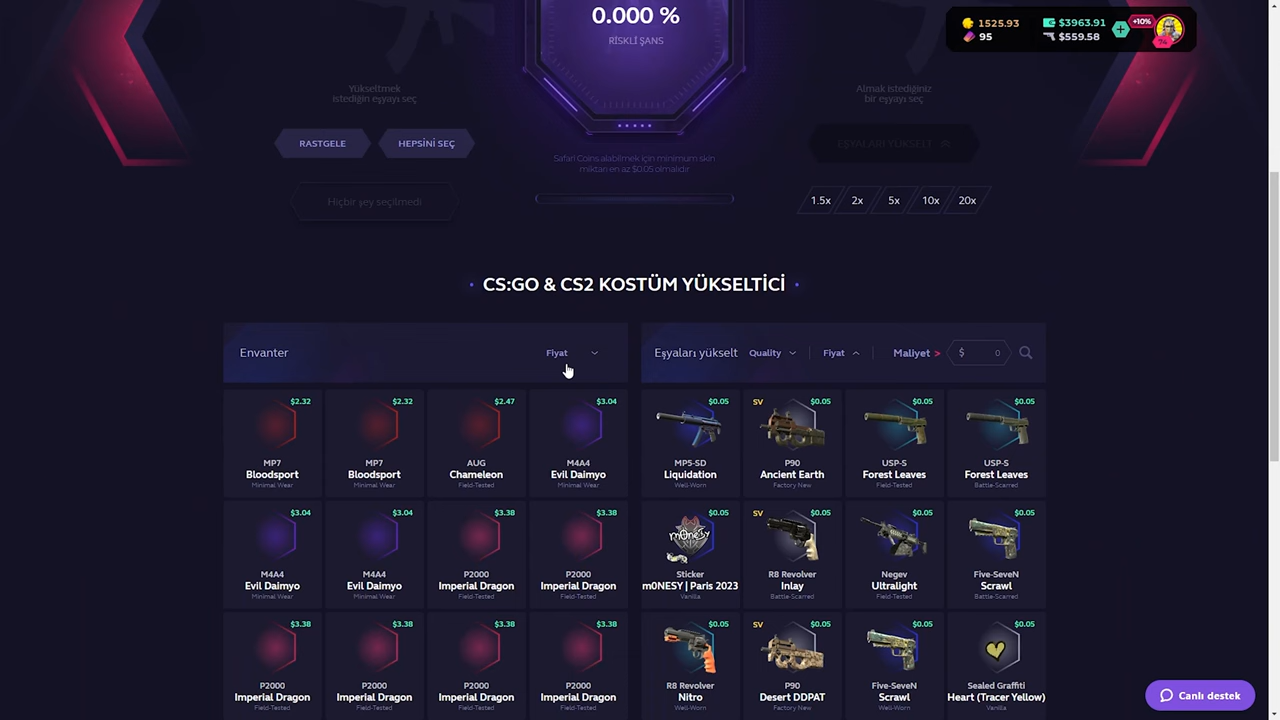 0.000 %
RİSKLİ ŞANS
1525.93
$3963.91
+10%
95
$559.58
74
Yükseltmek
istediğin eşyayı seç
Almak istediğiniz
bir eşyayı seç
RASTGELE
HEPSİNİ SEÇ
EŞYALARI YÜKSELT
Safari Coins alabilmek için minimum skin
miktarı en az $0.05 olmalıdır
Hiçbir şey seçilmedi
1.5x
2x
5x
10x
20x
CS:GO & CS2 KOSTÜM YÜKSELTİCİ
Envanter
Fiyat
Eşyaları yükselt
Quality
Fiyat
Maliyet >
$ 0
$2.32
MP7
Bloodsport
Minimal Wear
$2.32
MP7
Bloodsport
Minimal Wear
$2.47
AUG
Chameleon
Field-Tested
$3.04
M4A4
Evil Daimyo
Minimal Wear
$0.05
MP5-SD
Liquidation
Well-Worn
SV
$0.05
P90
Ancient Earth
Factory New
$0.05
USP-S
Forest Leaves
Field-Tested
$0.05
USP-S
Forest Leaves
Battle-Scarred
$3.04
M4A4
Evil Daimyo
Minimal Wear
$3.04
M4A4
Evil Daimyo
Minimal Wear
$3.38
P2000
Imperial Dragon
Field-Tested
$3.38
P2000
Imperial Dragon
Field-Tested
$0.05
m0NESY
Sticker
m0NESY | Paris 2023
Vanilla
SV
$0.05
R8 Revolver
Inlay
Battle-Scarred
$0.05
Negev
Ultralight
Field-Tested
$0.05
Five-SeveN
Scrawl
Battle-Scarred
$3.38
P2000
Imperial Dragon
Field-Tested
$3.38
P2000
Imperial Dragon
Field-Tested
$3.38
P2000
Imperial Dragon
Field-Tested
$3.38
P2000
Imperial Dragon
Field-Tested
$0.05
R8 Revolver
Nitro
Well-Worn
SV
$0.05
P90
Desert DDPAT
Factory New
$0.05
Five-SeveN
Scrawl
Well-Worn
$0.05
Sealed Graffiti
Heart (Tracer Yellow)
Vanilla
Canlı destek